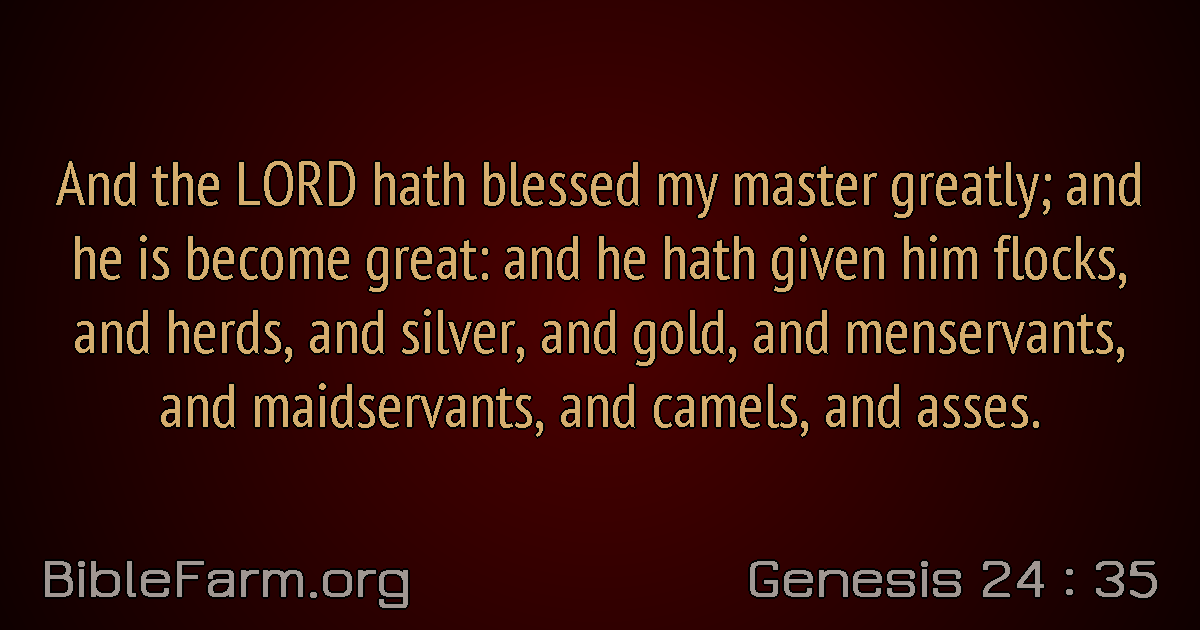 And the LORD hath blessed my master greatly; and
he is become great: and he hath given him flocks,
and herds, and silver, and gold, and menservants,
and maidservants, and camels, and asses.
BibleFarm.org
Genesis 24 : 35